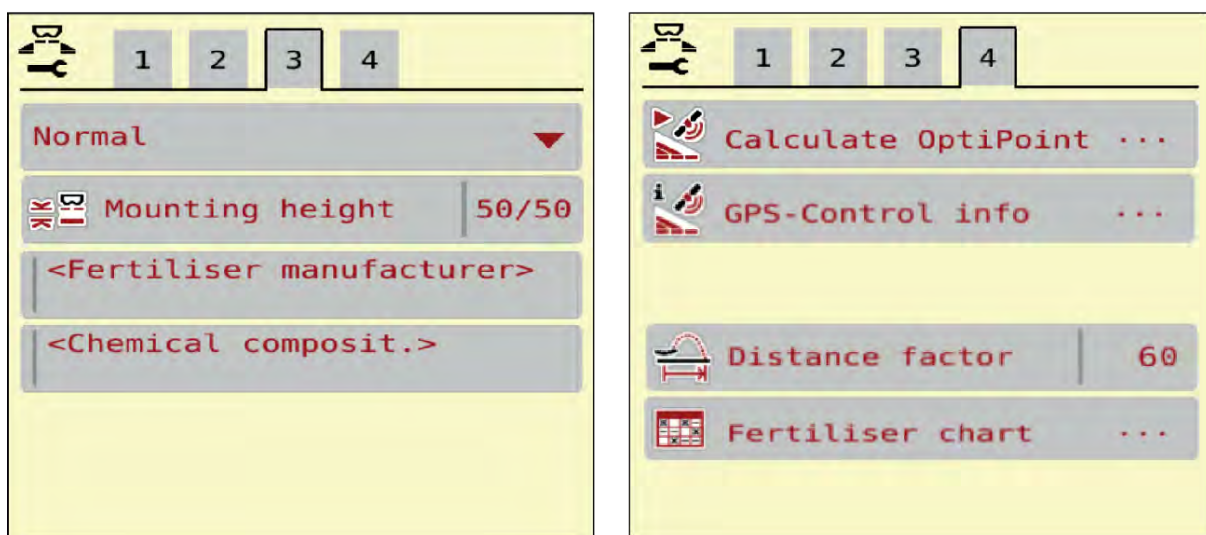 1 2 3 4
Normal
Mounting height 50/50
<Fertiliser manufacturer>
<Chemical composit.>
1 2 3 4
Calculate OptiPoint ...
GPS-Control info ...
Distance factor 60
Fertiliser chart ...